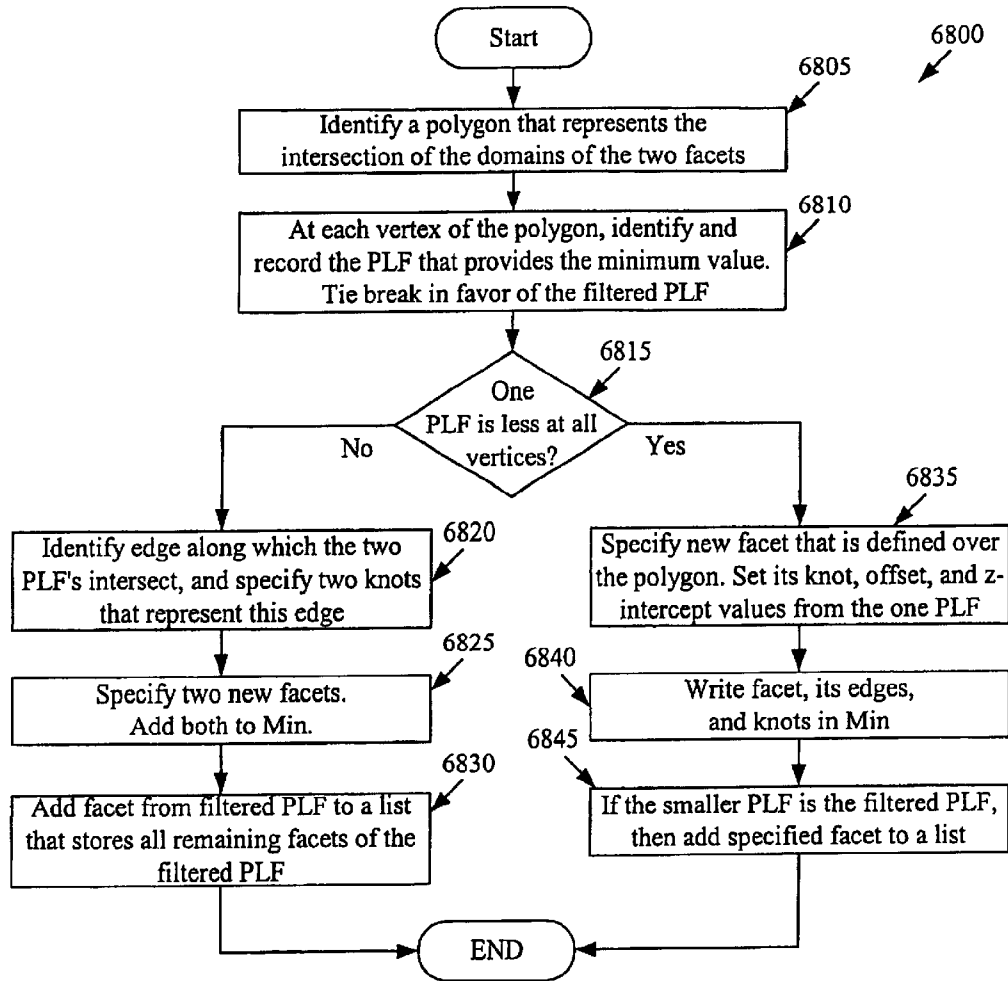 Start
6800
6805
Identify a polygon that represents the
intersection of the domains of the two facets
6810
At each vertex of the polygon, identify and
record the PLF that provides the minimum value.
Tie break in favor of the filtered PLF
6815
One
PLF is less at all
vertices?
No
Yes
6820
Identify edge along which the two
PLF's intersect, and specify two knots
that represent this edge
6825
Specify two new facets.
Add both to Min.
6830
Add facet from filtered PLF to a list
that stores all remaining facets of the
filtered PLF
6835
Specify new facet that is defined over
the polygon. Set its knot, offset, and z-
intercept values from the one PLF
6840
Write facet, its edges,
and knots in Min
6845
If the smaller PLF is the filtered PLF,
then add specified facet to a list
END